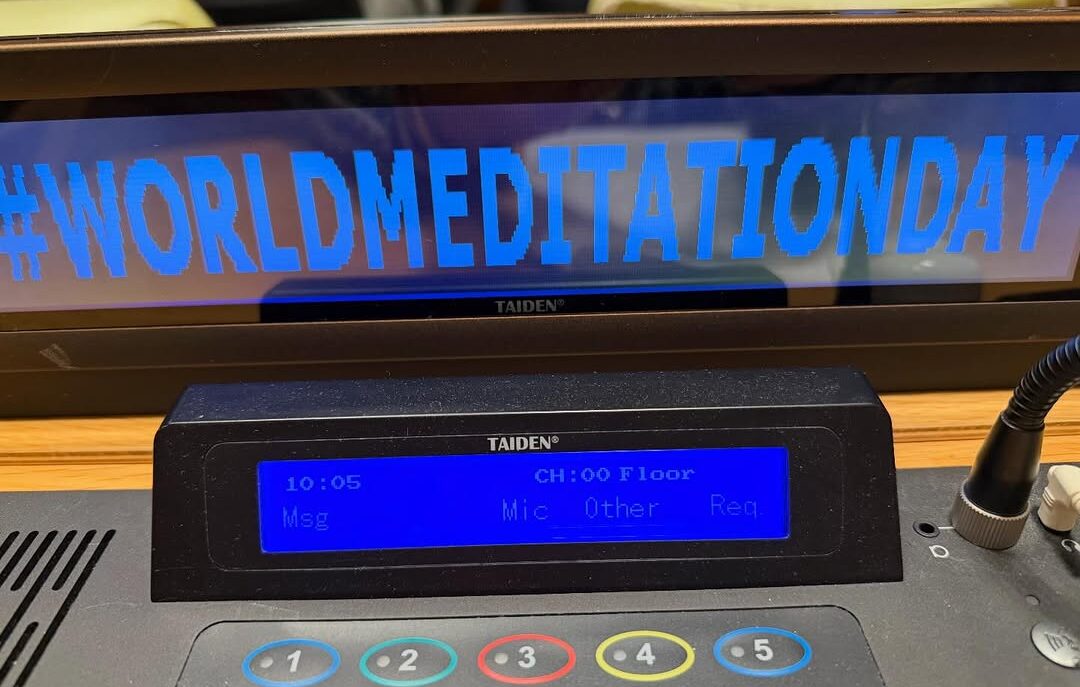 #WORLDMEDITATIONDAY
TAIDEN®
TAIDEN®
10:05 CH:00 Floor
Msg Mic Other Req
1 2 3 4 5